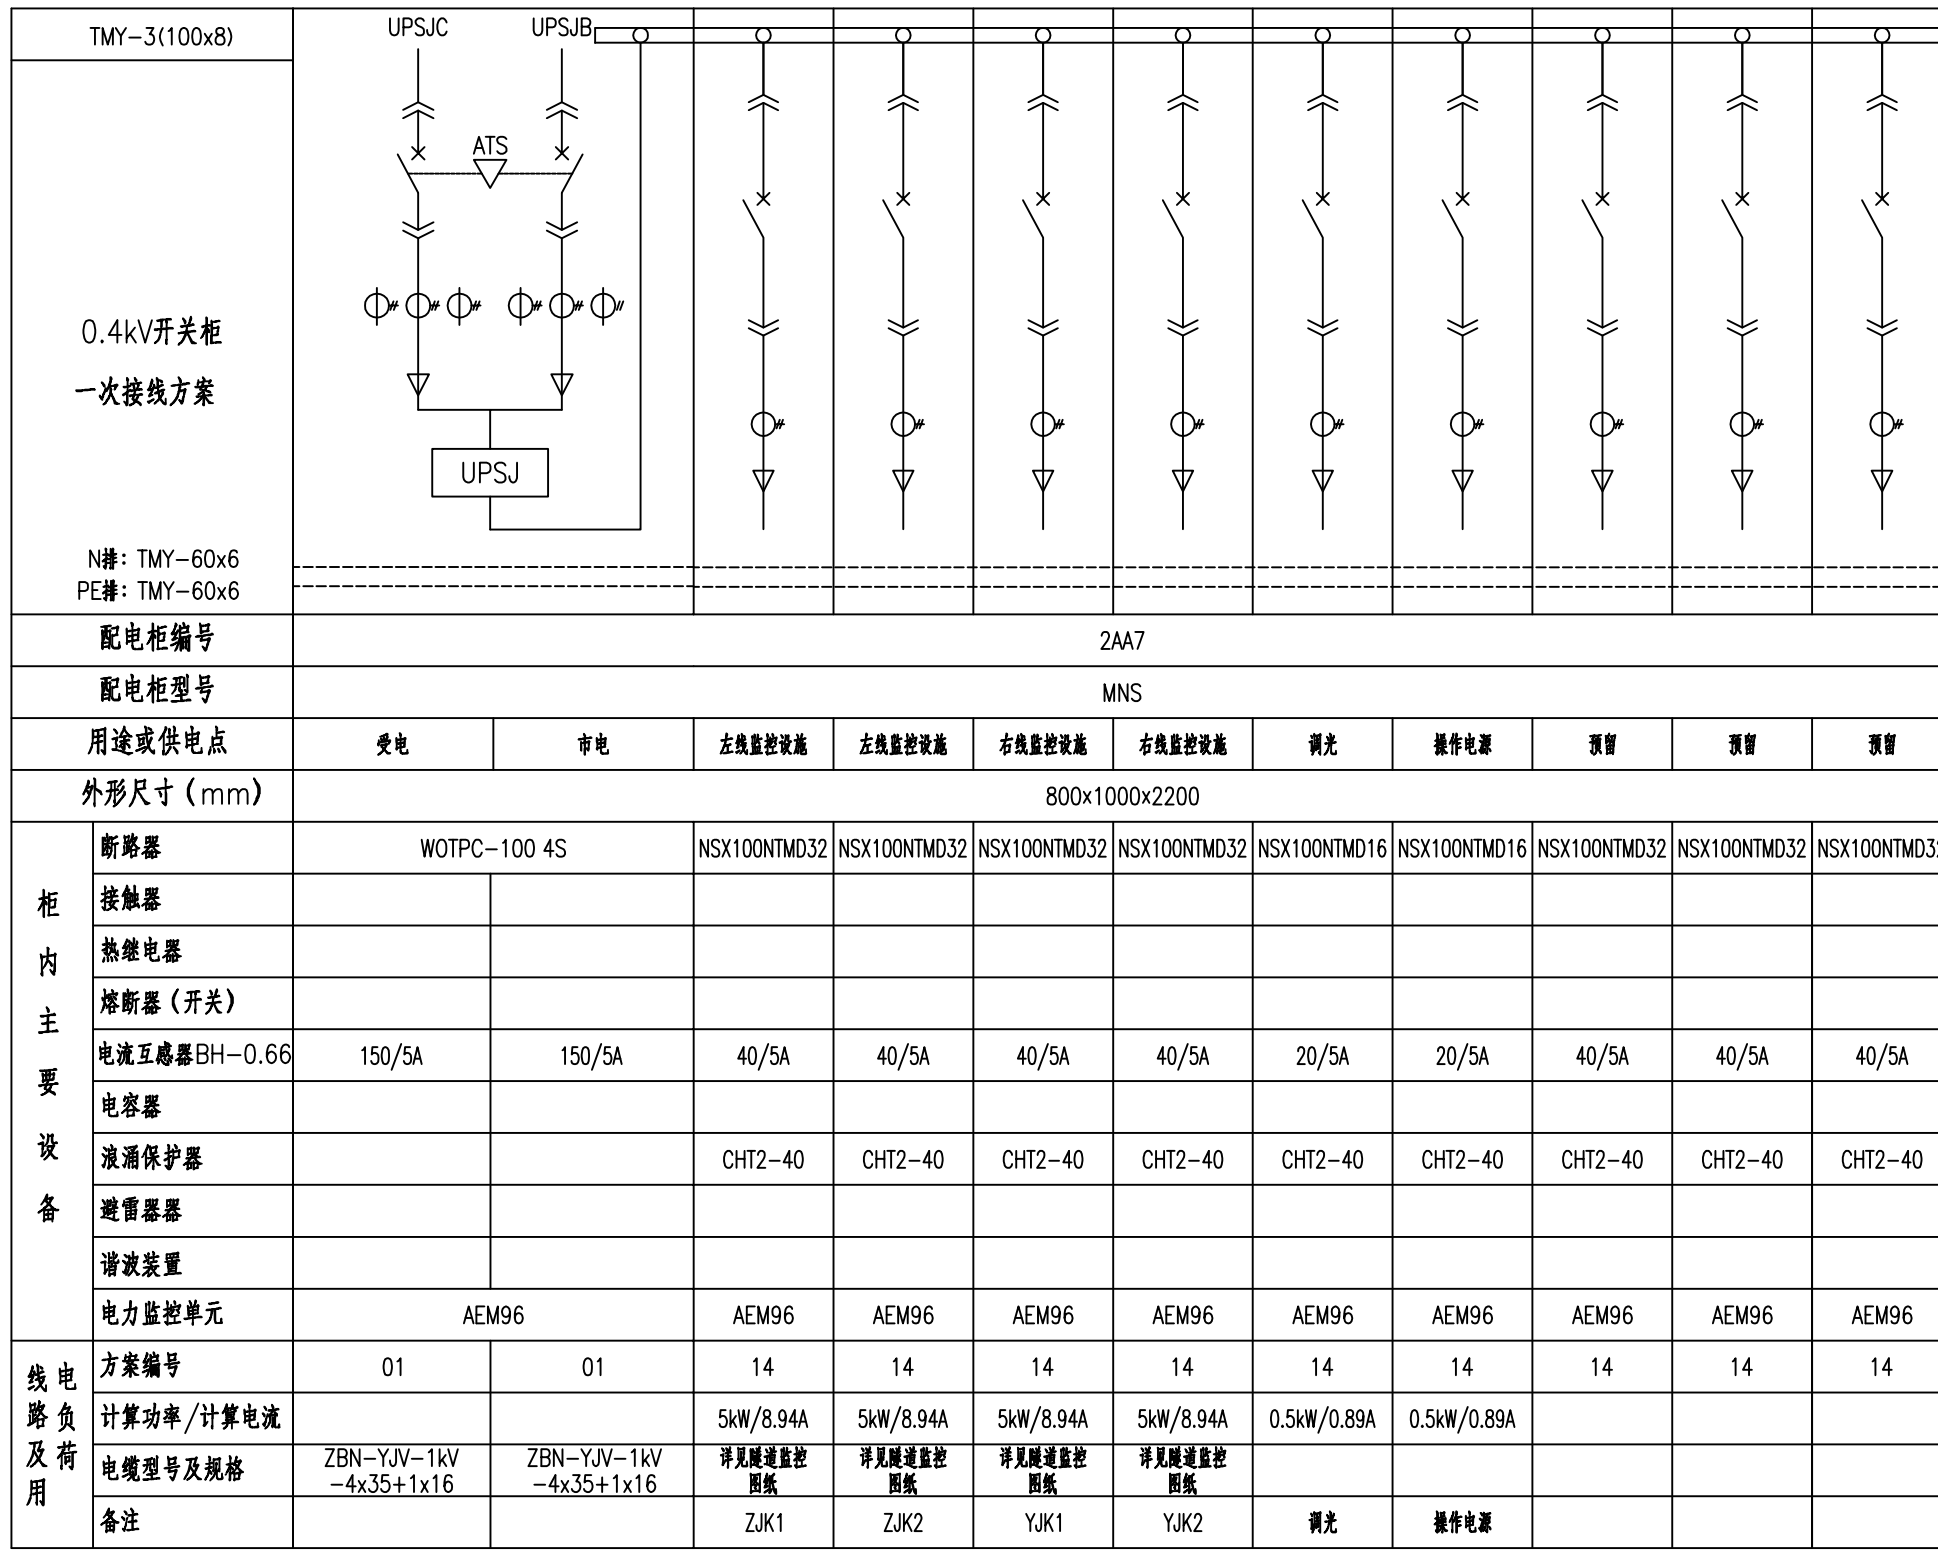 TMY-3(100x8)
UPSJC
UPSJB
ATS
0.4kV开关柜
一次接线方案
UPSJ
N排: TMY-60x6
PE排: TMY-60x6
配电柜编号 2AA7
配电柜型号 MNS
用途或供电点 受电 市电 左线监控设施 左线监控设施 右线监控设施 右线监控设施 调光 操作电源 预留 预留 预留
外形尺寸(mm) 800x1000x2200
柜内主要设备
断路器 WOTPC-100 4S NSX100NTMD32 NSX100NTMD32 NSX100NTMD32 NSX100NTMD32 NSX100NTMD16 NSX100NTMD16 NSX100NTMD32 NSX100NTMD32 NSX100NTMD32
接触器
热继电器
熔断器(开关)
电流互感器BH-0.66 150/5A 150/5A 40/5A 40/5A 40/5A 40/5A 20/5A 20/5A 40/5A 40/5A 40/5A
电容器
浪涌保护器 CHT2-40 CHT2-40 CHT2-40 CHT2-40 CHT2-40 CHT2-40 CHT2-40 CHT2-40 CHT2-40
避雷器器
谐波装置
电力监控单元 AEM96 AEM96 AEM96 AEM96 AEM96 AEM96 AEM96 AEM96 AEM96 AEM96
线路及用
电负荷
方案编号 01 01 14 14 14 14 14 14 14 14 14
计算功率/计算电流 5kW/8.94A 5kW/8.94A 5kW/8.94A 5kW/8.94A 0.5kW/0.89A 0.5kW/0.89A
电缆型号及规格 ZBN-YJV-1kV ZBN-YJV-1kV 详见隧道监控 详见隧道监控 详见隧道监控 详见隧道监控
-4x35+1x16 -4x35+1x16 图纸 图纸 图纸 图纸
备注 ZJK1 ZJK2 YJK1 YJK2 调光 操作电源